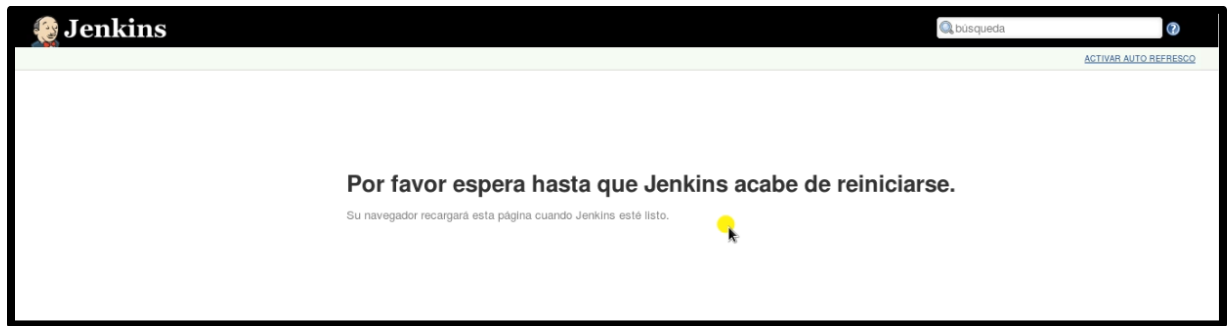 Jenkins
búsqueda
ACTIVAR AUTO REFRESCO
Por favor espera hasta que Jenkins acabe de reiniciarse.
Su navegador recargará esta página cuando Jenkins esté listo.